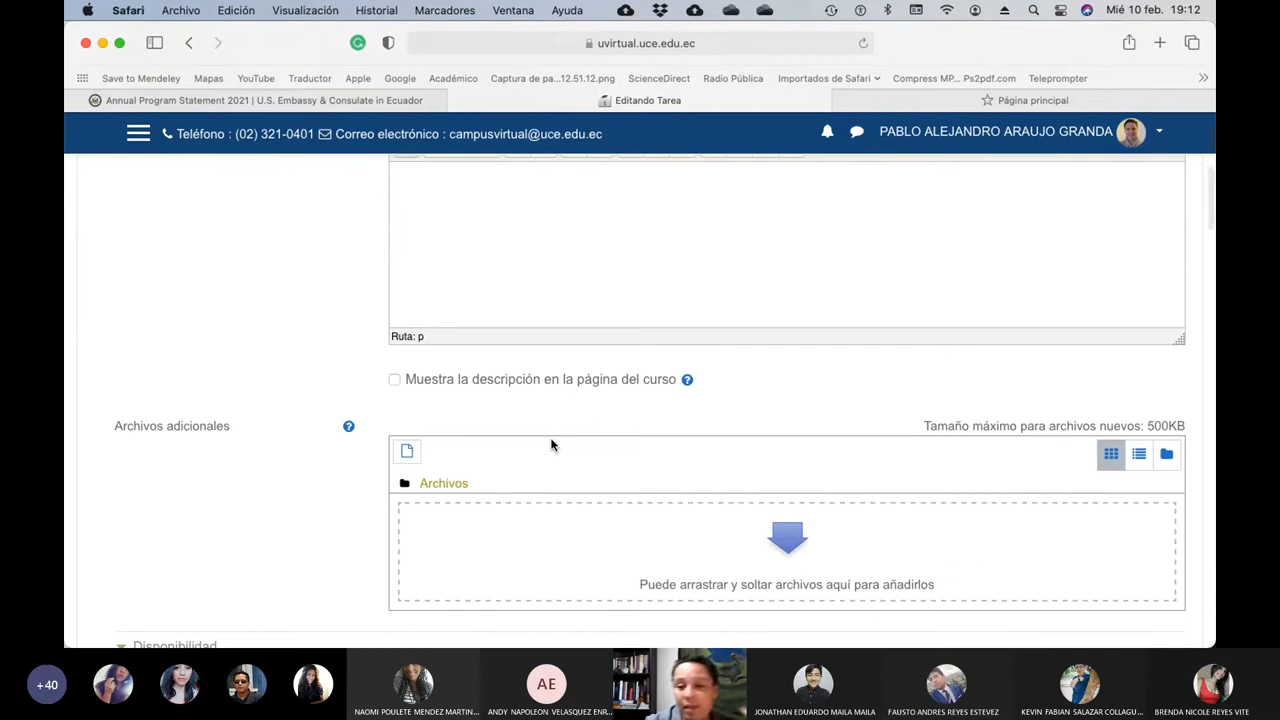 Safari Archivo Edición Visualización Historial Marcadores Ventana Ayuda Mié 10 feb. 19:12
uvirtual.uce.edu.ec
Save to Mendeley Mapas YouTube Traductor Apple Google Académico Captura de pa...12.51.12.png ScienceDirect Radio Pública Importados de Safari Compress MP... Ps2pdf.com Teleprompter
Annual Program Statement 2021 | U.S. Embassy & Consulate in Ecuador Editando Tarea Página principal
Teléfono : (02) 321-0401 Correo electrónico : campusvirtual@uce.edu.ec PABLO ALEJANDRO ARAUJO GRANDA
Ruta: p
Muestra la descripción en la página del curso
Archivos adicionales Tamaño máximo para archivos nuevos: 500KB
Archivos
Puede arrastrar y soltar archivos aquí para añadirlos
Disponibilidad
+40 AE
NAOMI POULETE MENDEZ MARTIN... ANDY NAPOLEON VELASQUEZ ENR... JONATHAN EDUARDO MAILA MAILA FAUSTO ANDRES REYES ESTEVEZ KEVIN FABIAN SALAZAR COLLAGU... BRENDA NICOLE REYES VITE